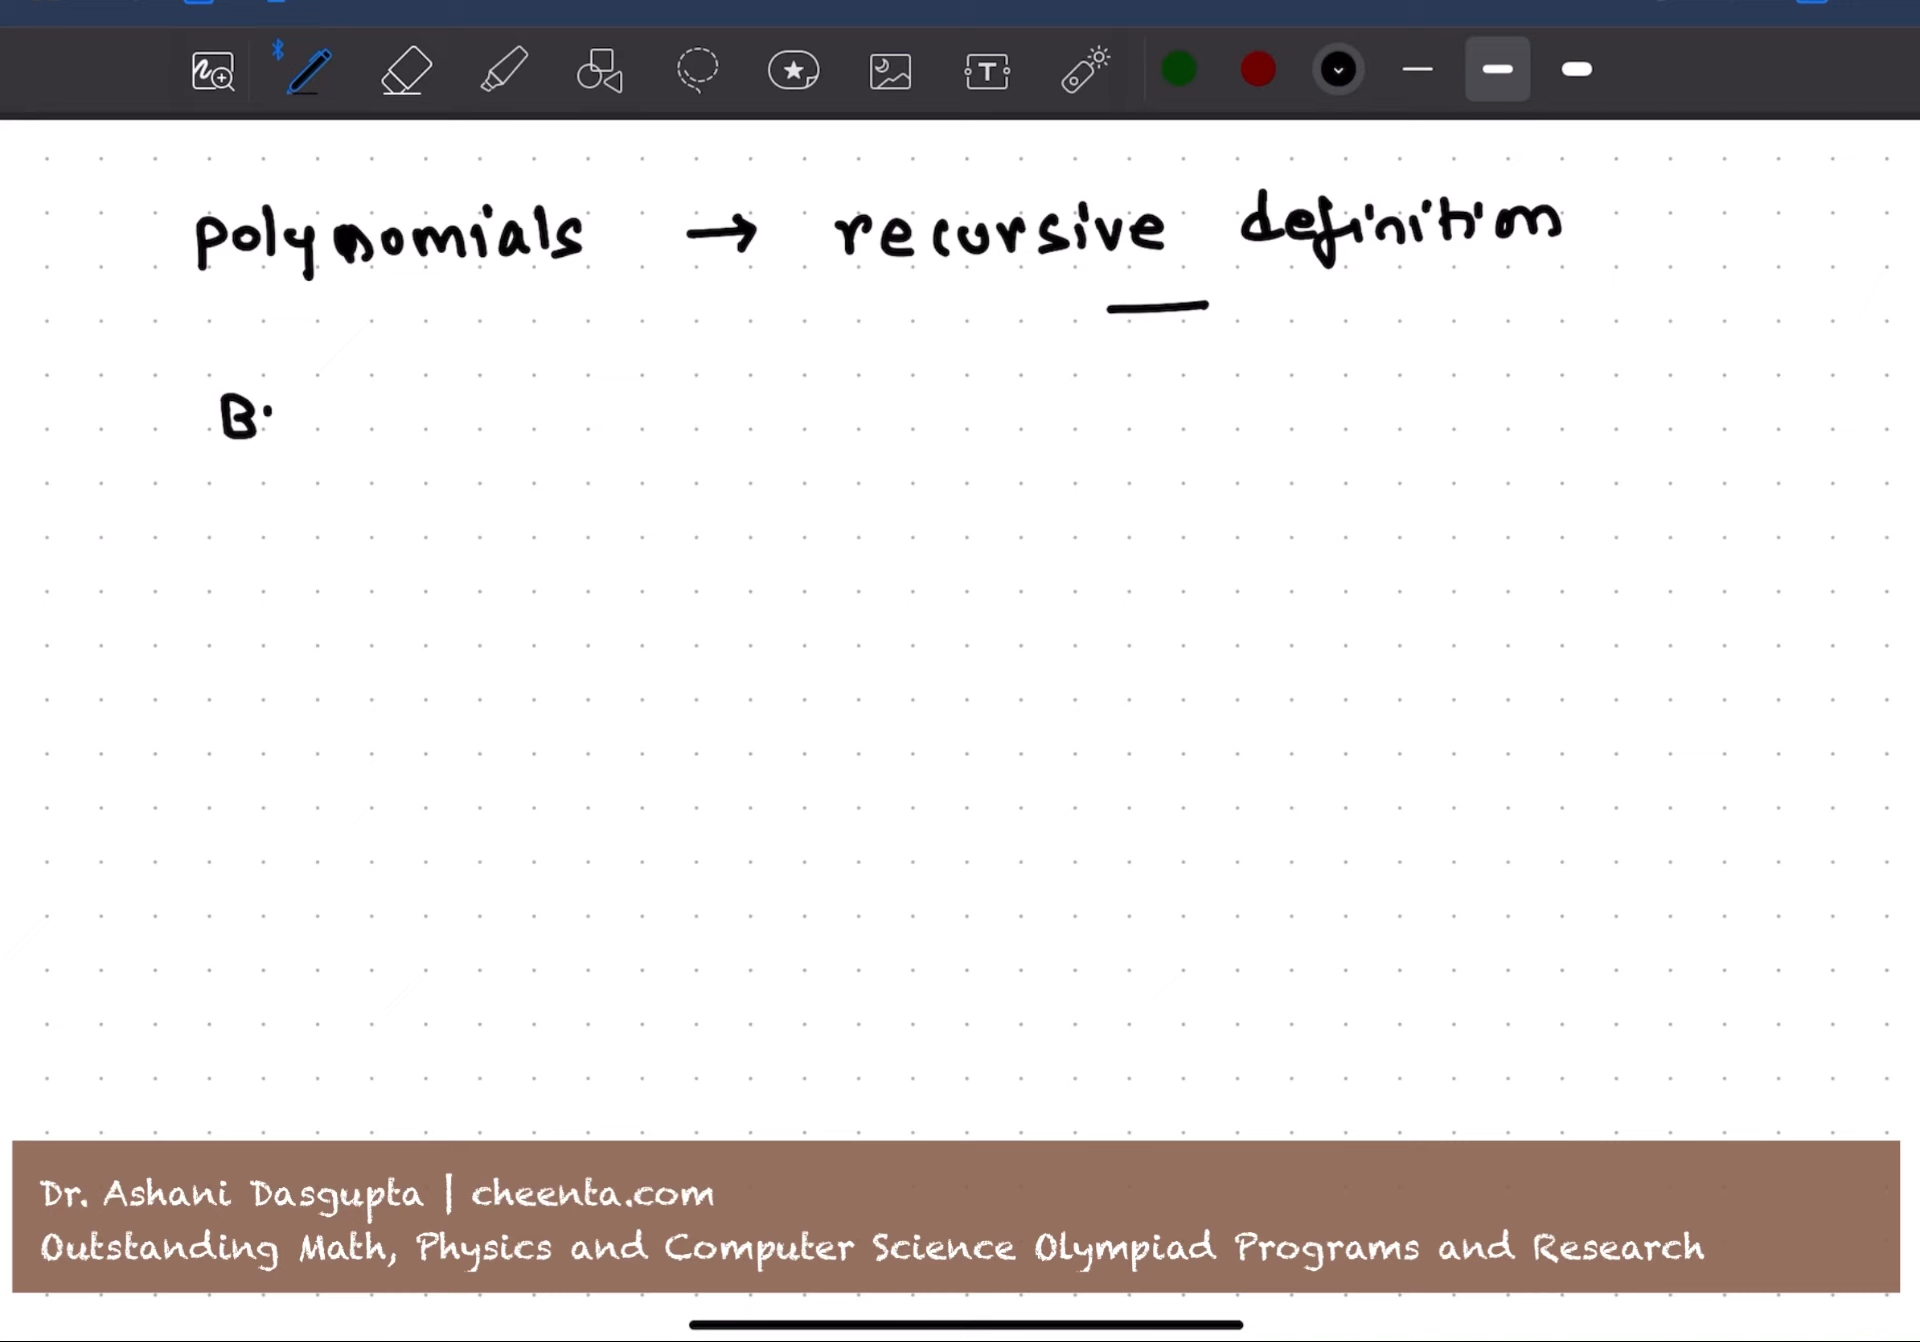 polynomials → recursive definition
B.
Dr. Ashani Dasgupta | cheenta.com
Outstanding Math, Physics and Computer Science Olympiad Programs and Research